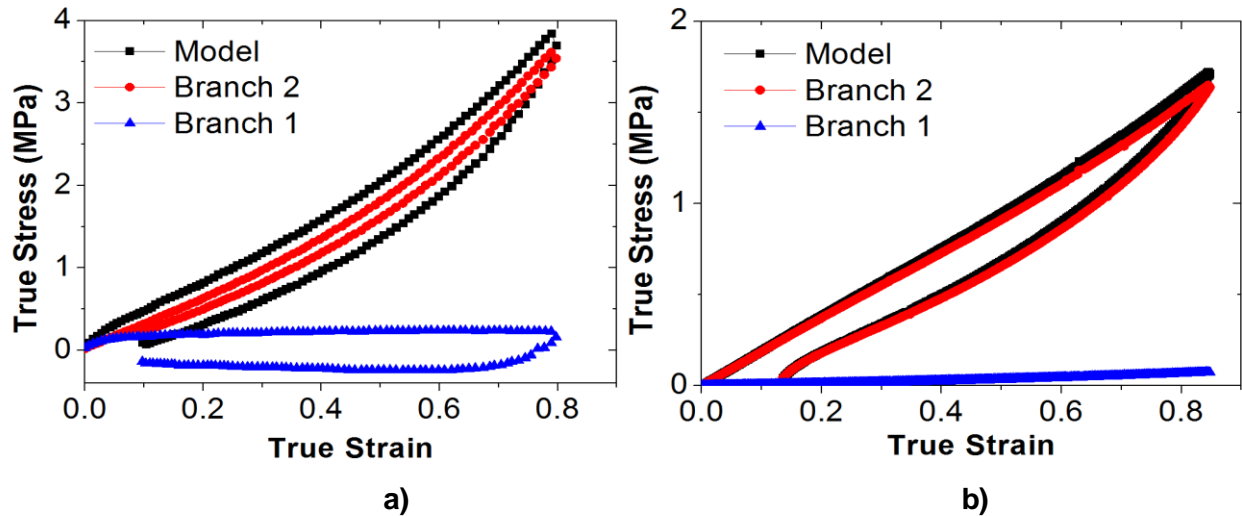 4
3
2
1
0
0.0
0.2
0.4
0.6
0.8
True Stress (MPa)
True Strain
Model
Branch 2
Branch 1
a)
2
1
0
0.0
0.2
0.4
0.6
0.8
True Stress (MPa)
True Strain
Model
Branch 2
Branch 1
b)